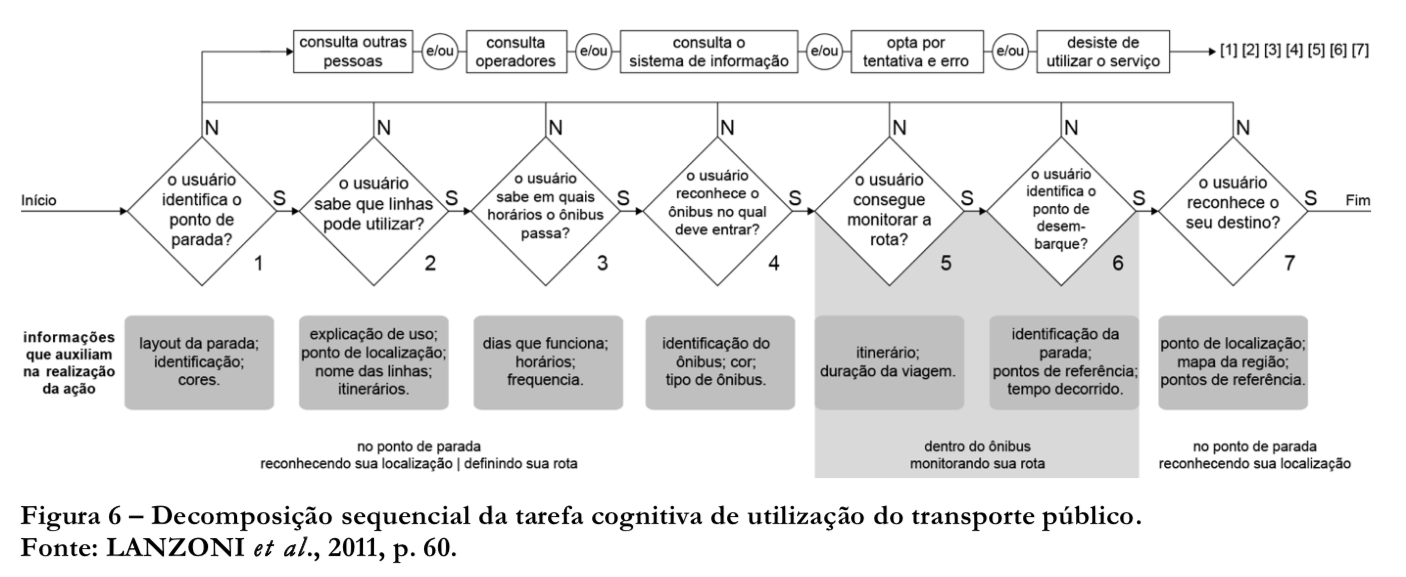 consulta outras
pessoas
e/ou
consulta
operadores
e/ou
consulta o
sistema de informação
e/ou
opta por
tentativa e erro
e/ou
desiste de
utilizar o serviço
[1] [2] [3] [4] [5] [6] [7]
Início
N
o usuário
identifica o
ponto de
parada?
1
S
N
o usuário
sabe que linhas
pode utilizar?
2
S
N
o usuário
sabe em quais
horários o ônibus
passa?
3
S
N
o usuário
reconhece o
ônibus no qual
deve entrar?
4
S
N
o usuário
consegue
monitorar a
rota?
5
S
N
o usuário
identifica o
ponto de
desem-
barque?
6
S
N
o usuário
reconhece o
seu destino?
7
S
Fim
informações
que auxiliam
na realização
da ação
layout da parada;
identificação;
cores.
explicação de uso;
ponto de localização;
nome das linhas;
itinerários.
dias que funciona;
horários;
frequencia.
identificação do
ônibus; cor;
tipo de ônibus.
itinerário;
duração da viagem.
identificação da
parada;
pontos de referência;
tempo decorrido.
ponto de localização;
mapa da região;
pontos de referência.
no ponto de parada
reconhecendo sua localização | definindo sua rota
dentro do ônibus
monitorando sua rota
no ponto de parada
reconhecendo sua localização
Figura 6 – Decomposição sequencial da tarefa cognitiva de utilização do transporte público.
Fonte: LANZONI et al., 2011, p. 60.